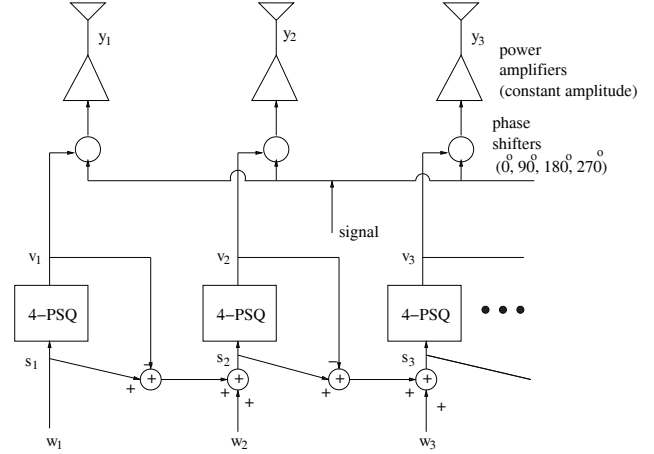 y1
y2
y3
power
amplifiers
(constant amplitude)
phase
shifters
(0°, 90°, 180°, 270°)
signal
v1
v2
v3
4−PSQ
4−PSQ
4−PSQ
s1
−
s2
−
s3
+
+
+
+
+
+
+
+
+
+
w1
w2
w3